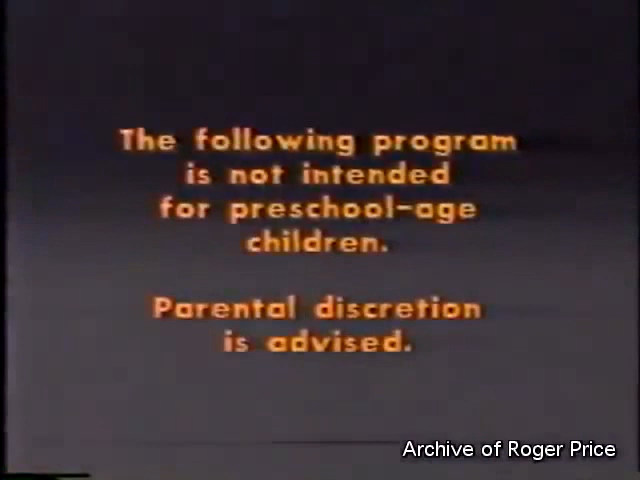 The following program
is not intended
for preschool-age
children.
Parental discretion
is advised.
Archive of Roger Price